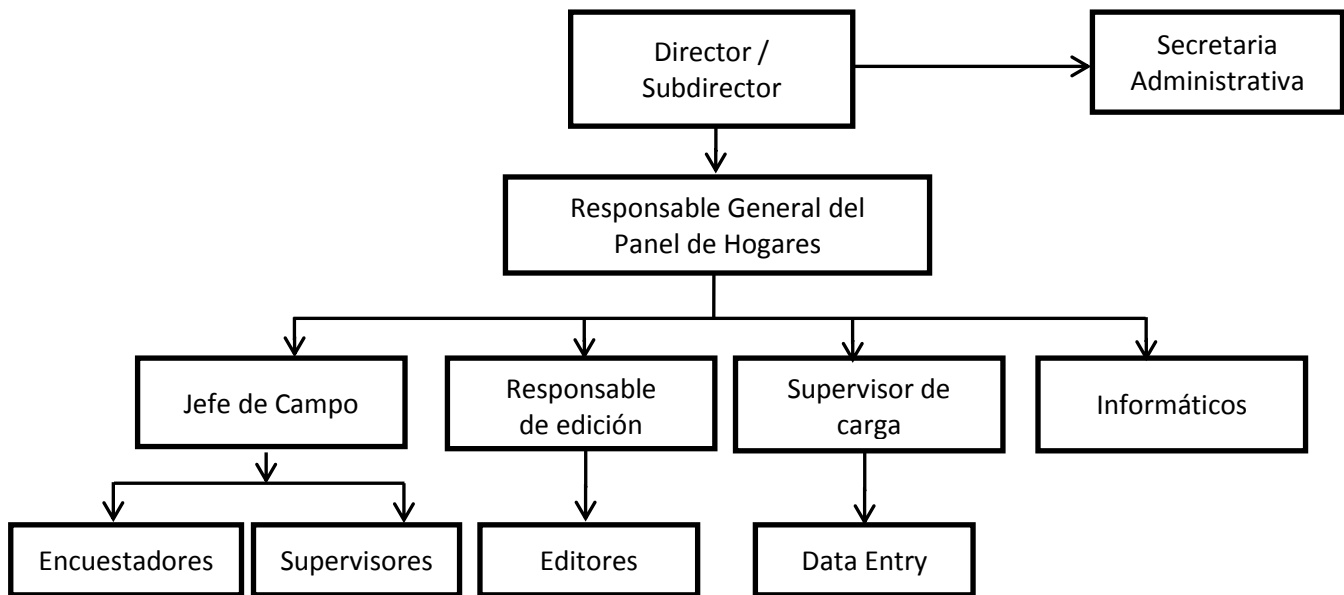 Director /
Subdirector
Secretaria
Administrativa
Responsable General del
Panel de Hogares
Jefe de Campo
Responsable
de edición
Supervisor de
carga
Informáticos
Encuestadores
Supervisores
Editores
Data Entry